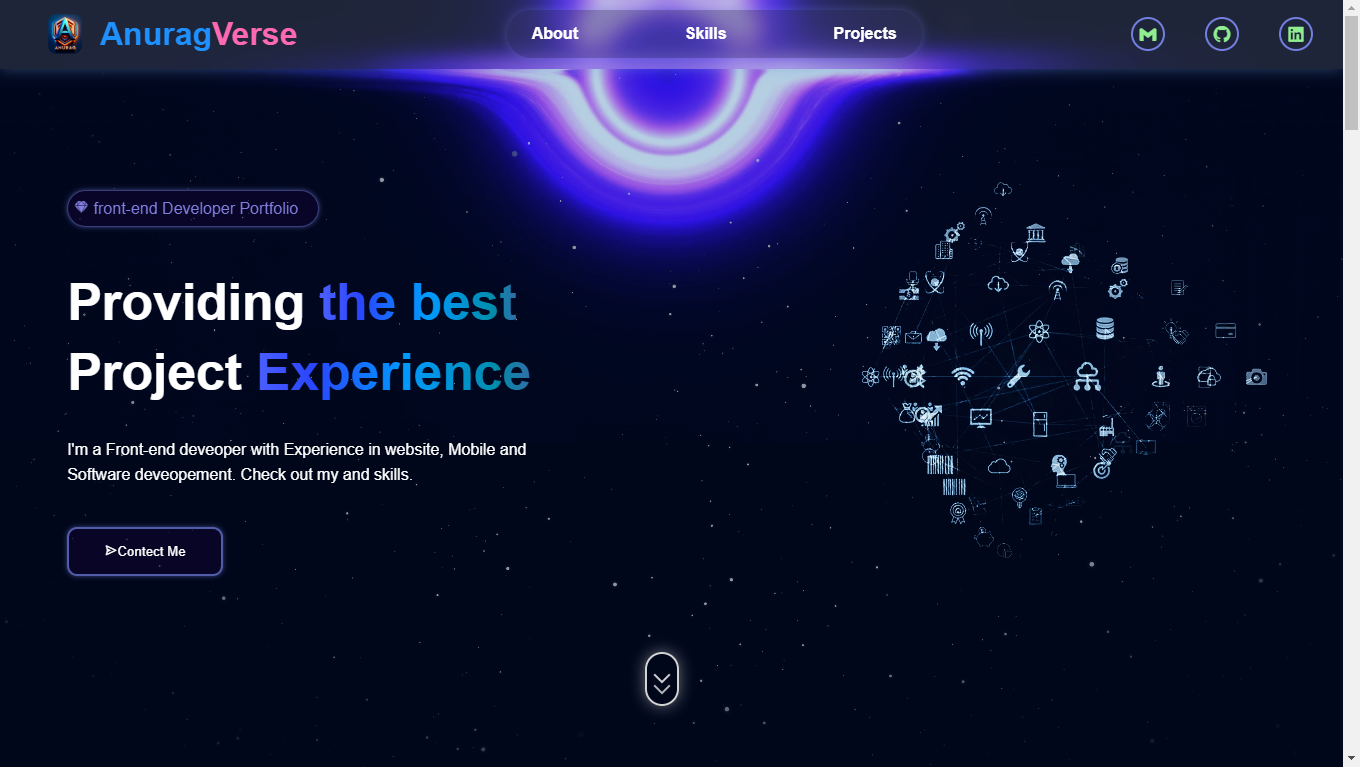 AnuragVerse
About Skills Projects
ANURAG
front-end Developer Portfolio
Providing the best
Project Experience
I'm a Front-end deveoper with Experience in website, Mobile and
Software deveopement. Check out my and skills.
Contect Me